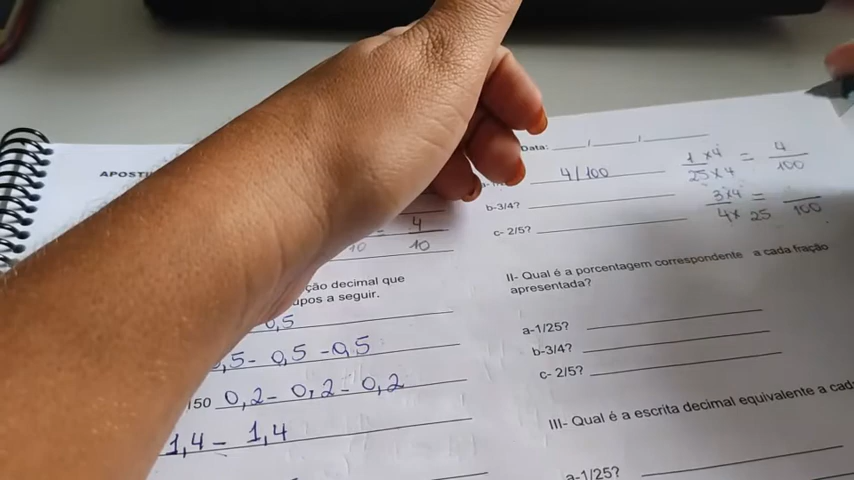 APOSTI
4
10
10
ção decimal que
upos a seguir.
0,5
0,5 - 0,5 - 0,5
150 0,2 - 0,2 - 0,2
1,4 - 1,4
Data: / /
4/100
b-3/4?
c- 2/5?
1 x4 = 4
25 x 4 100
3x4 =
4x 25 100
II- Qual é a porcentagem correspondente a cada fração
apresentada?
a-1/25?
b-3/4?
c- 2/5?
III- Qual é a escrita decimal equivalente a cada
a-1/25?